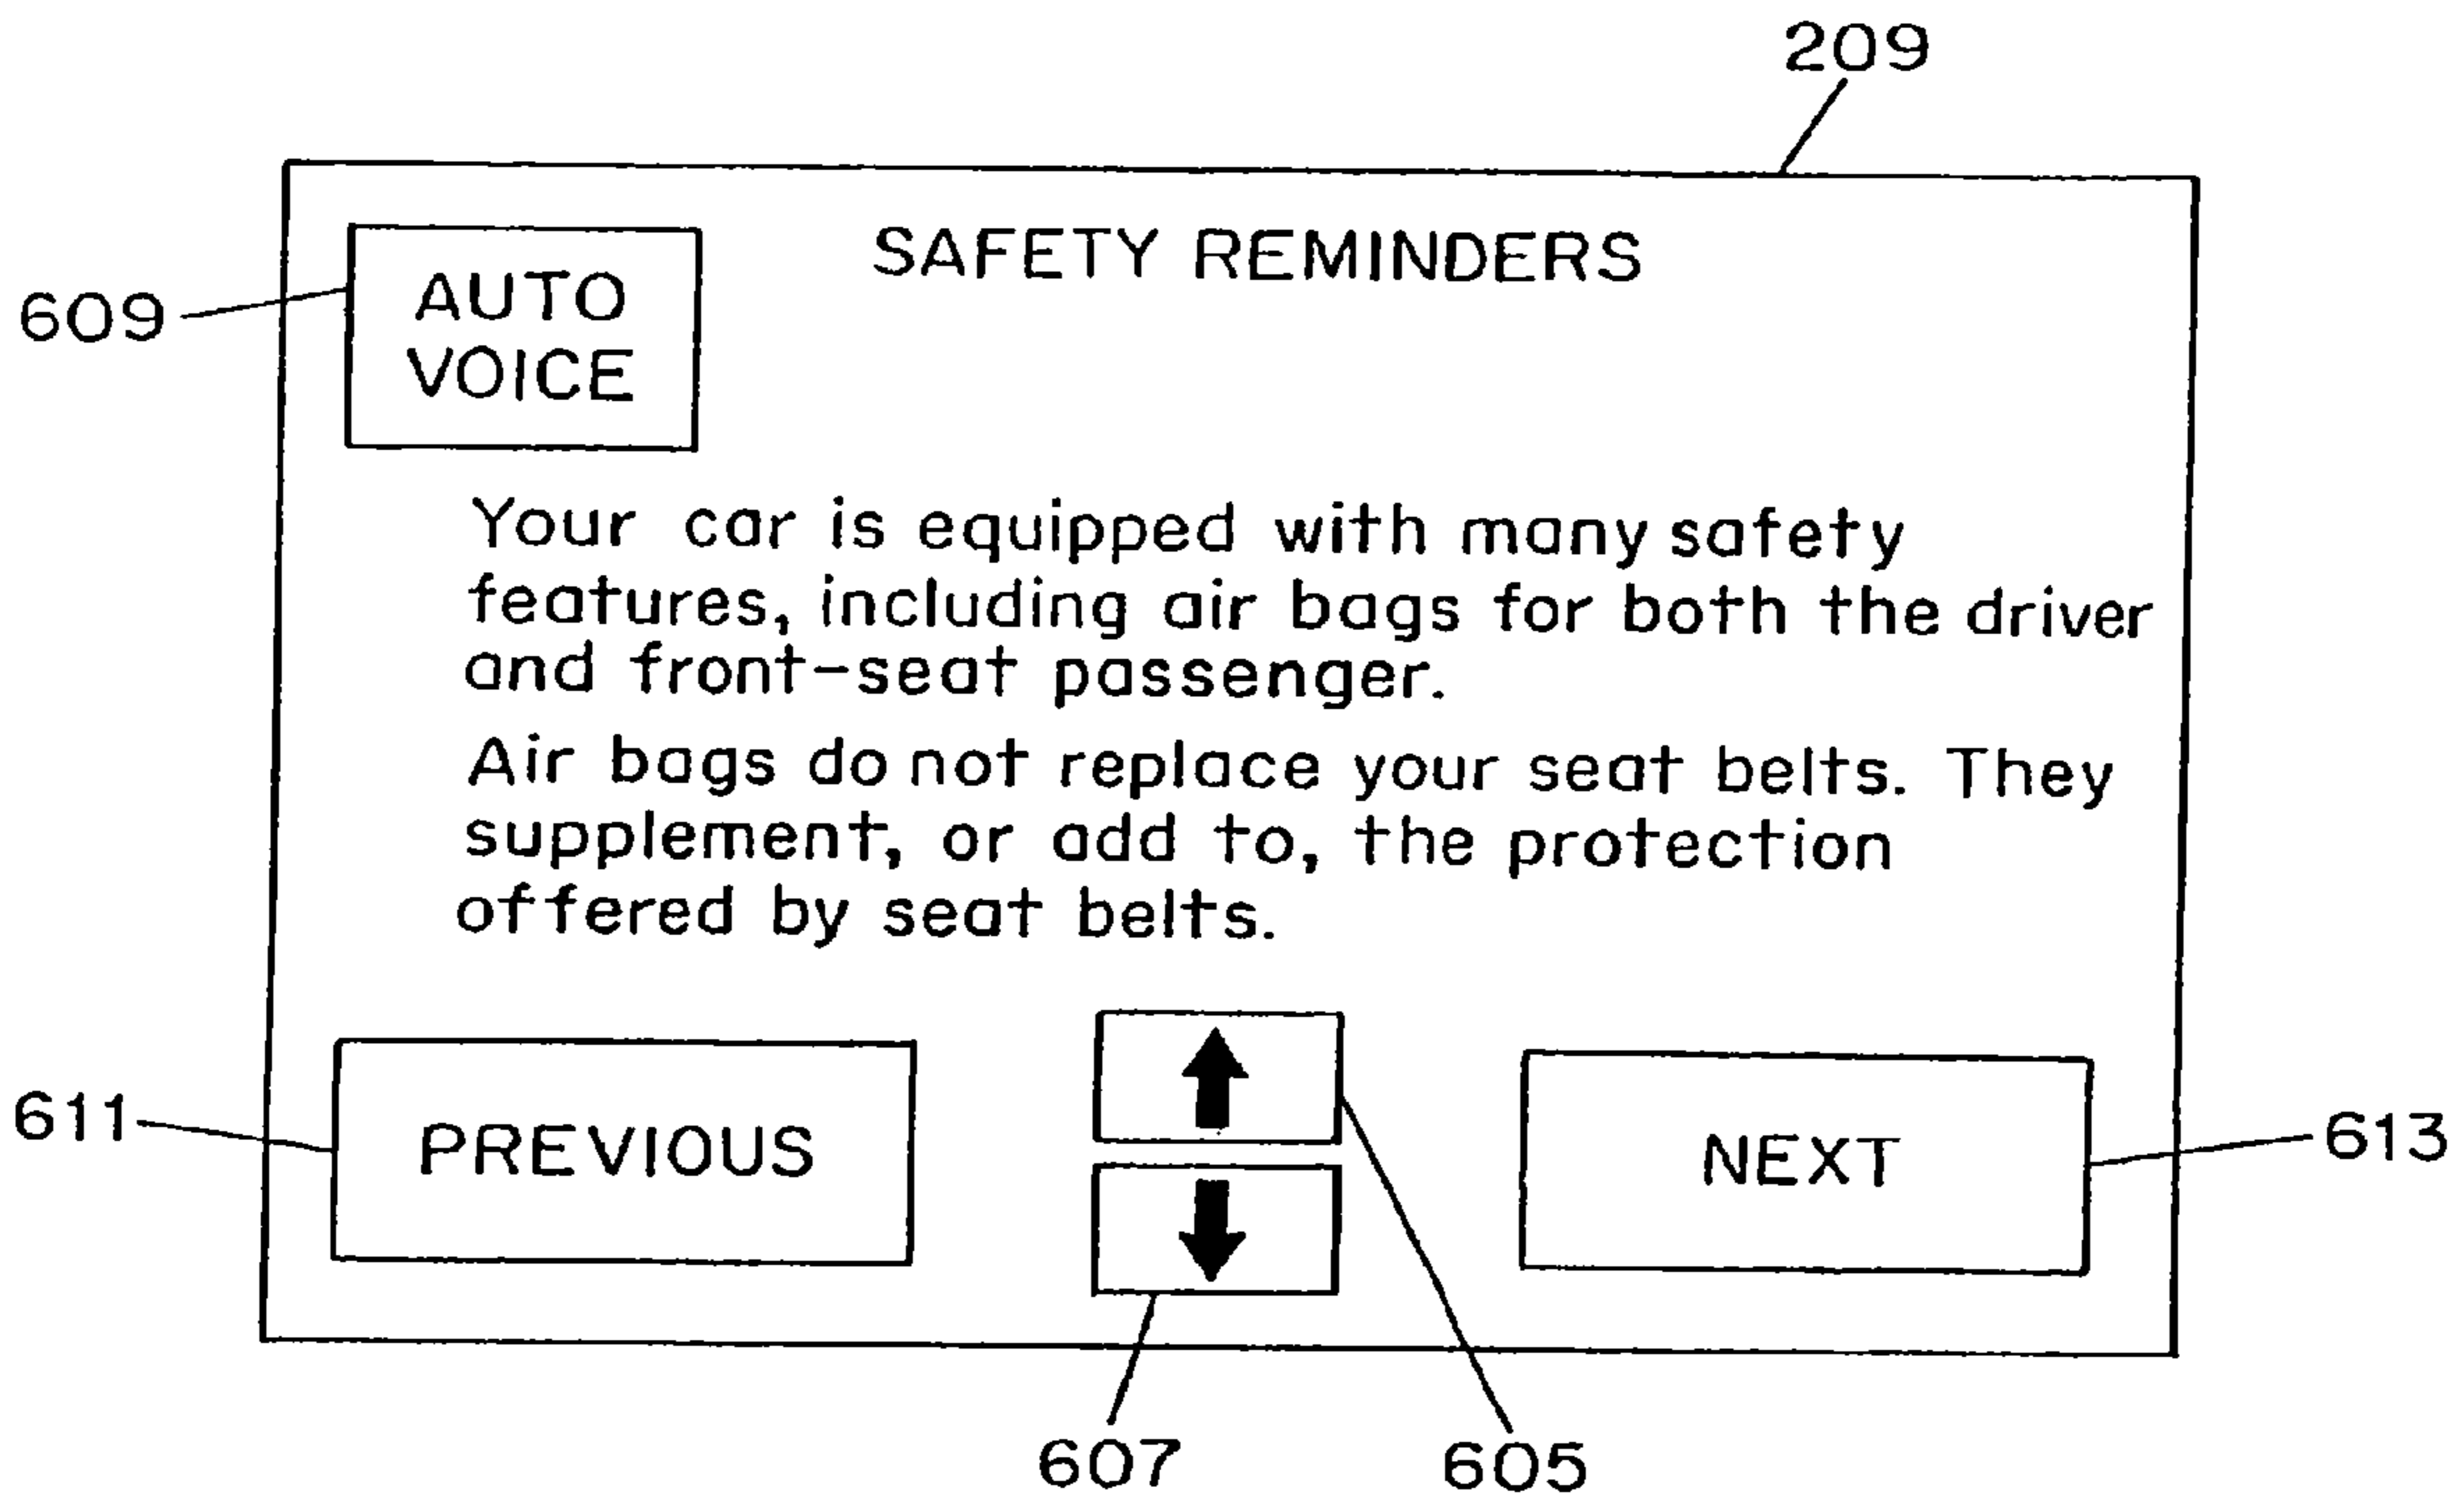 209
SAFETY REMINDERS
609
AUTO
VOICE
Your car is equipped with many safety
features, including air bags for both the driver
and front-seat passenger.
Air bags do not replace your seat belts. They
supplement, or add to, the protection
offered by seat belts.
611
PREVIOUS
NEXT
613
607
605